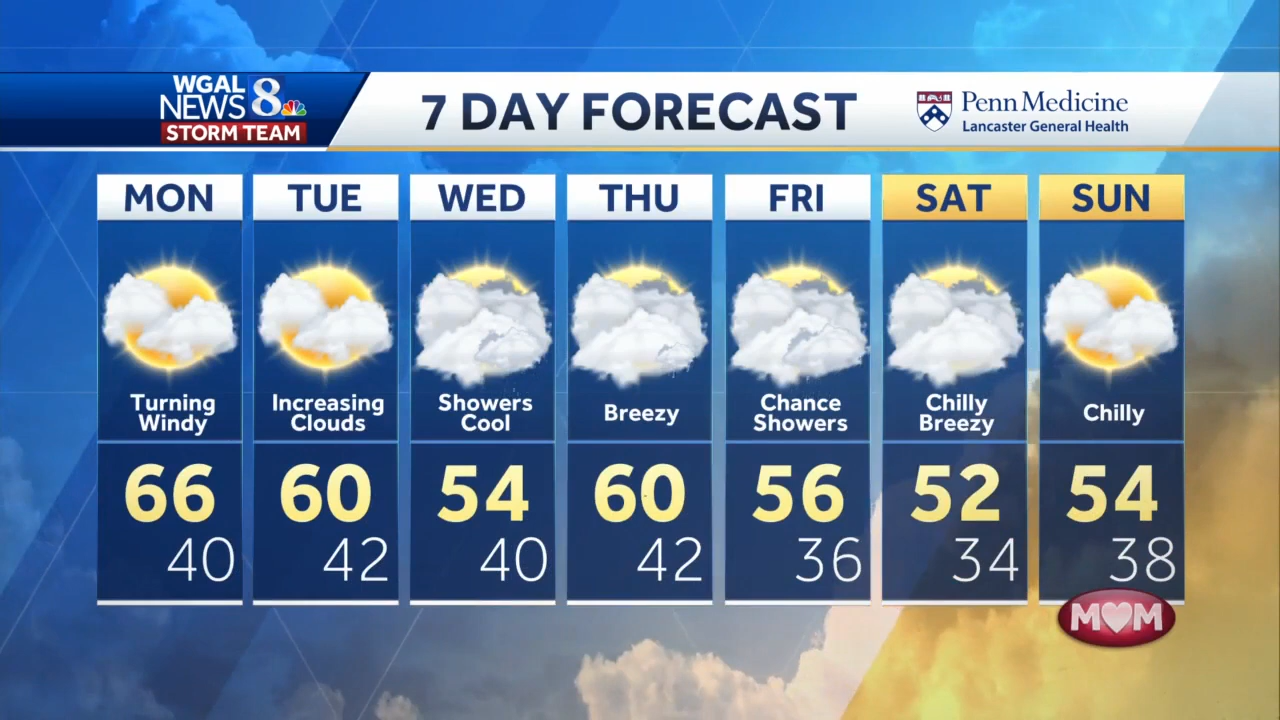 WGAL
NEWS 8
STORM TEAM
7 DAY FORECAST
Penn Medicine
Lancaster General Health
MON
TUE
WED
THU
FRI
SAT
SUN
Turning
Windy
Increasing
Clouds
Showers
Cool
Breezy
Chance
Showers
Chilly
Breezy
Chilly
66
60
54
60
56
52
54
40
42
40
42
36
34
38
M♥M